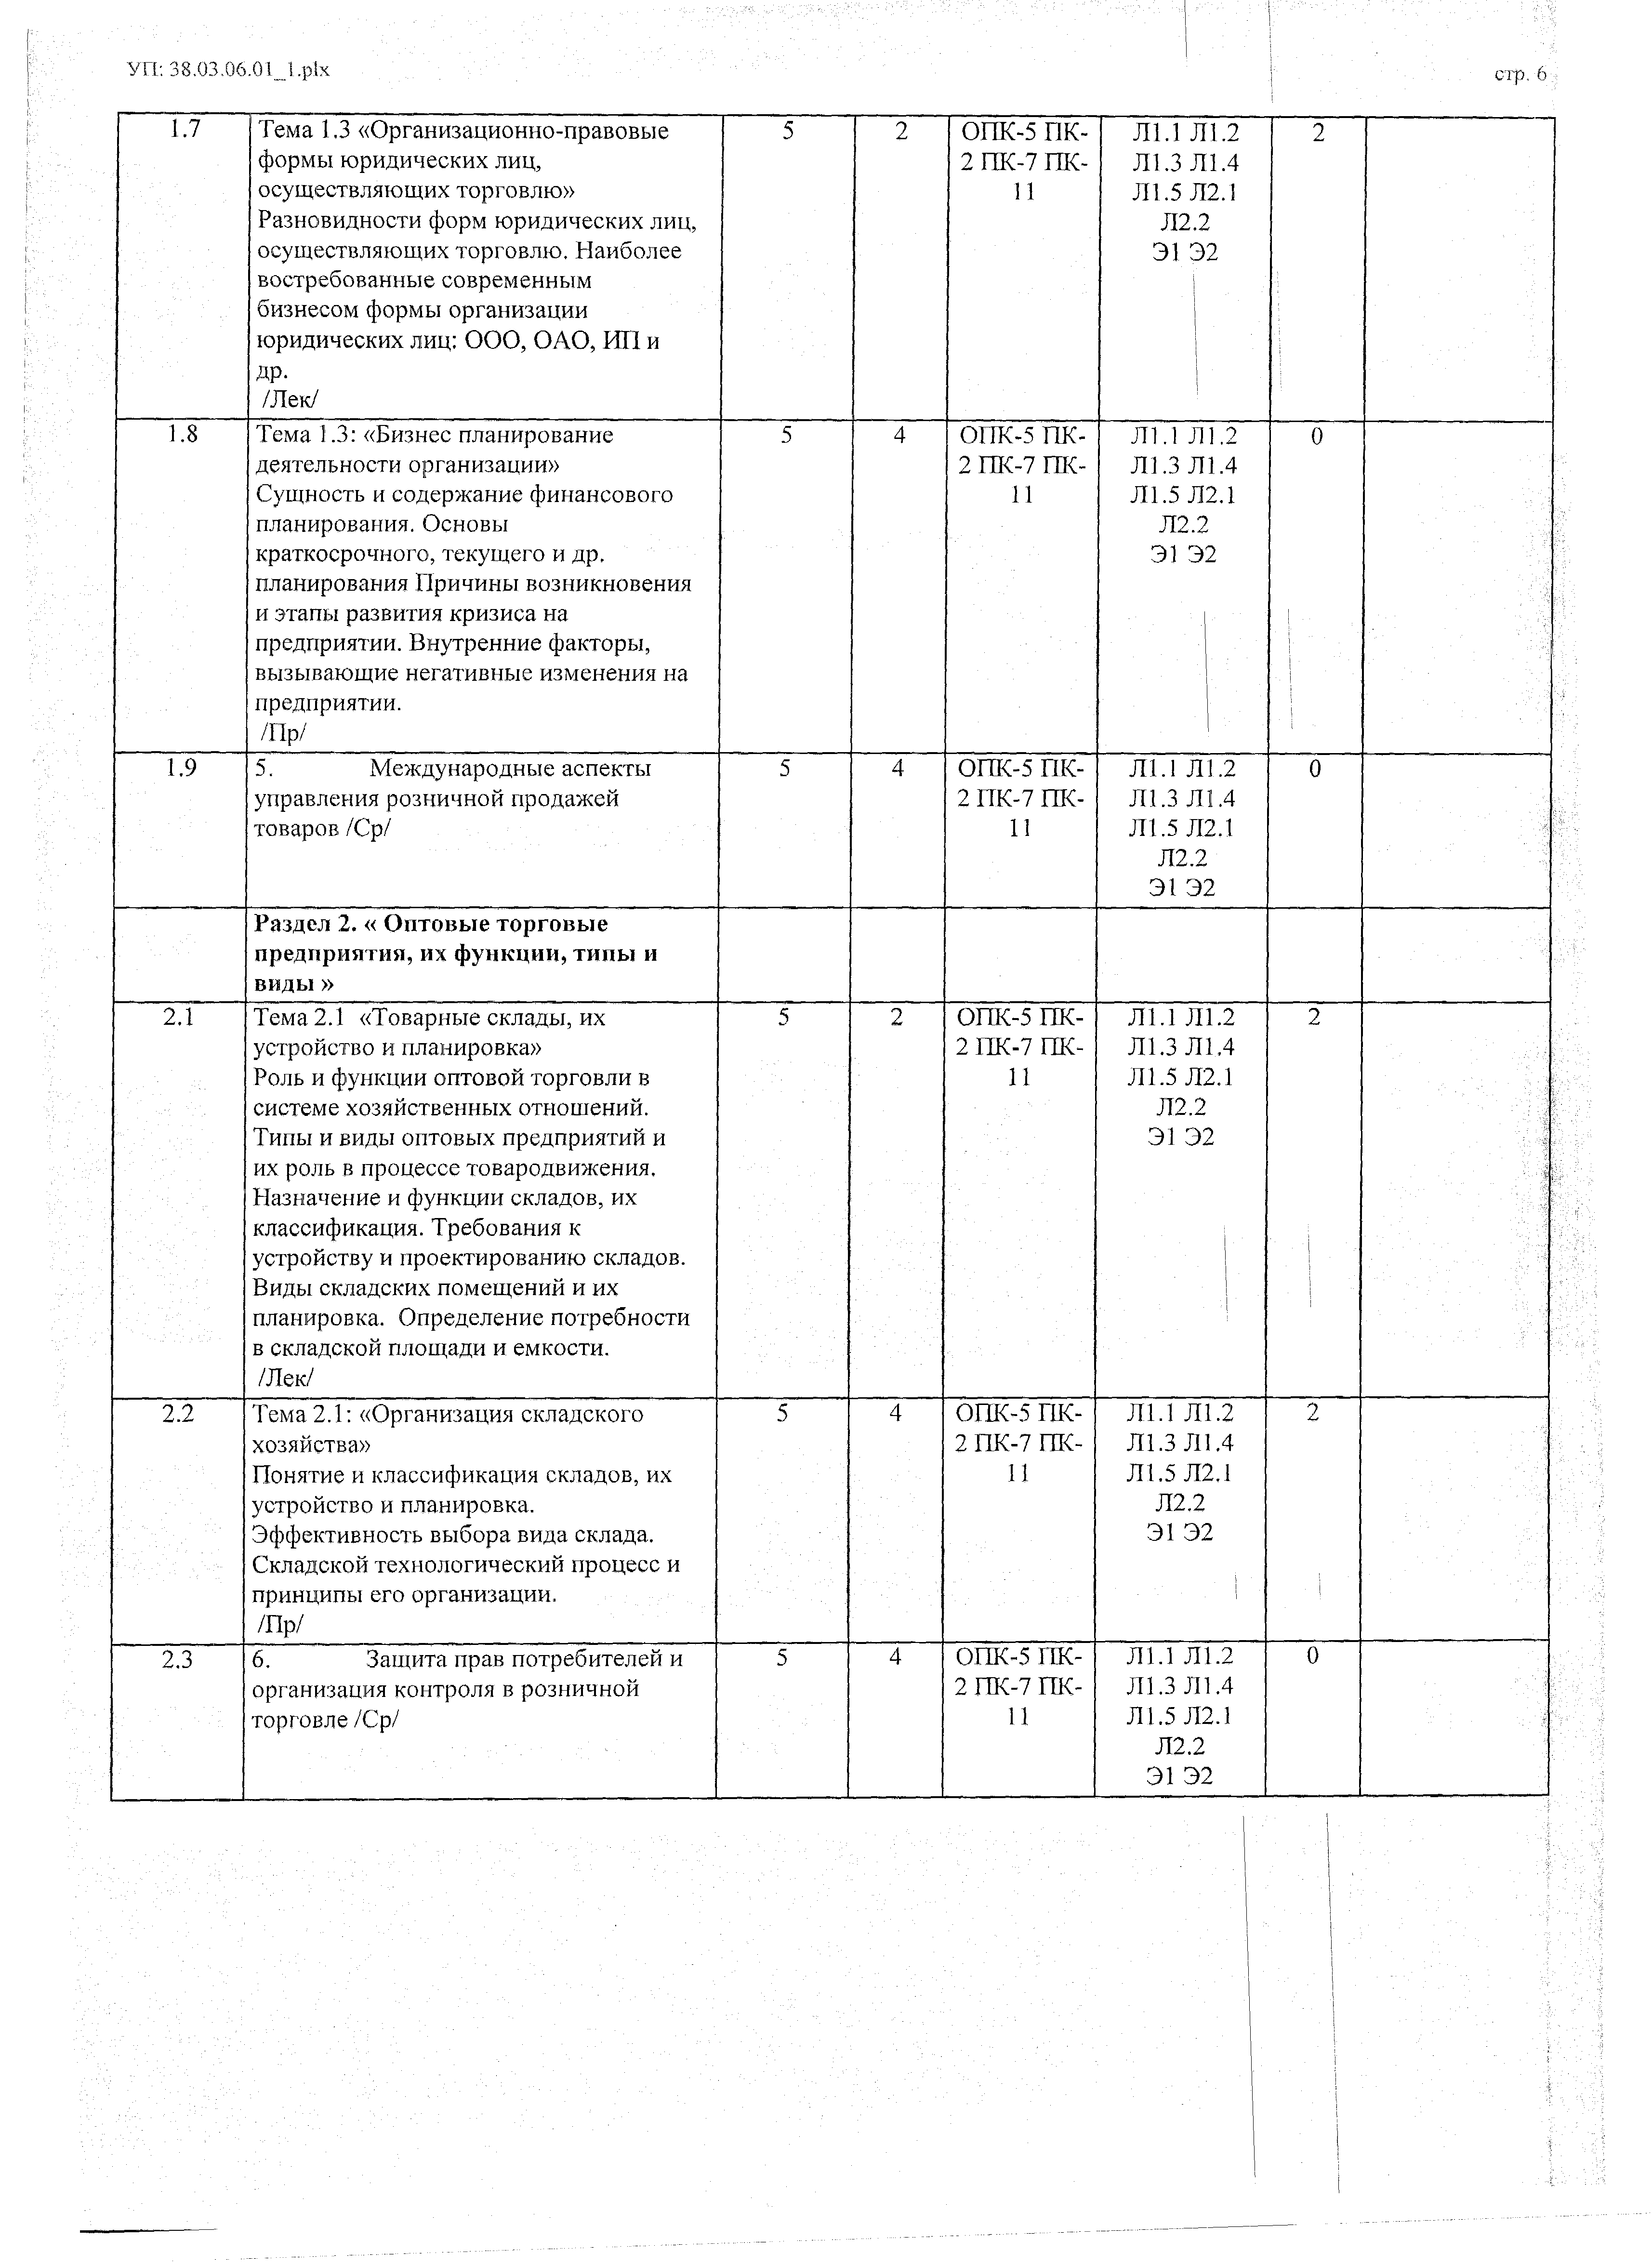 УП: 38.03.06.01_1.plx
стр. 6
1.7
Тема 1.3 «Организационно-правовые
формы юридических лиц,
осуществляющих торговлю»
Разновидности форм юридических лиц,
осуществляющих торговлю. Наиболее
востребованные современным
бизнесом формы организации
юридических лиц: ООО, ОАО, ИП и
др.
/Лек/
5
2
ОПК-5 ПК-
2 ПК-7 ПК-
11
Л1.1 Л1.2
Л1.3 Л1.4
Л1.5 Л2.1
Л2.2
Э1 Э2
2
1.8
Тема 1.3: «Бизнес планирование
деятельности организации»
Сущность и содержание финансового
планирования. Основы
краткосрочного, текущего и др.
планирования Причины возникновения
и этапы развития кризиса на
предприятии. Внутренние факторы,
вызывающие негативные изменения на
предприятии.
/Пр/
5
4
ОПК-5 ПК-
2 ПК-7 ПК-
11
Л1.1 Л1.2
Л1.3 Л1.4
Л1.5 Л2.1
Л2.2
Э1 Э2
0
1.9
5. Международные аспекты
управления розничной продажей
товаров /Ср/
5
4
ОПК-5 ПК-
2 ПК-7 ПК-
11
Л1.1 Л1.2
Л1.3 Л1.4
Л1.5 Л2.1
Л2.2
Э1 Э2
0
Раздел 2. « Оптовые торговые
предприятия, их функции, типы и
виды »
2.1
Тема 2.1 «Товарные склады, их
устройство и планировка»
Роль и функции оптовой торговли в
системе хозяйственных отношений.
Типы и виды оптовых предприятий и
их роль в процессе товародвижения.
Назначение и функции складов, их
классификация. Требования к
устройству и проектированию складов.
Виды складских помещений и их
планировка. Определение потребности
в складской площади и емкости.
/Лек/
5
2
ОПК-5 ПК-
2 ПК-7 ПК-
11
Л1.1 Л1.2
Л1.3 Л1.4
Л1.5 Л2.1
Л2.2
Э1 Э2
2
2.2
Тема 2.1: «Организация складского
хозяйства»
Понятие и классификация складов, их
устройство и планировка.
Эффективность выбора вида склада.
Складской технологический процесс и
принципы его организации.
/Пр/
5
4
ОПК-5 ПК-
2 ПК-7 ПК-
11
Л1.1 Л1.2
Л1.3 Л1.4
Л1.5 Л2.1
Л2.2
Э1 Э2
2
2.3
6. Защита прав потребителей и
организация контроля в розничной
торговле /Ср/
5
4
ОПК-5 ПК-
2 ПК-7 ПК-
11
Л1.1 Л1.2
Л1.3 Л1.4
Л1.5 Л2.1
Л2.2
Э1 Э2
0